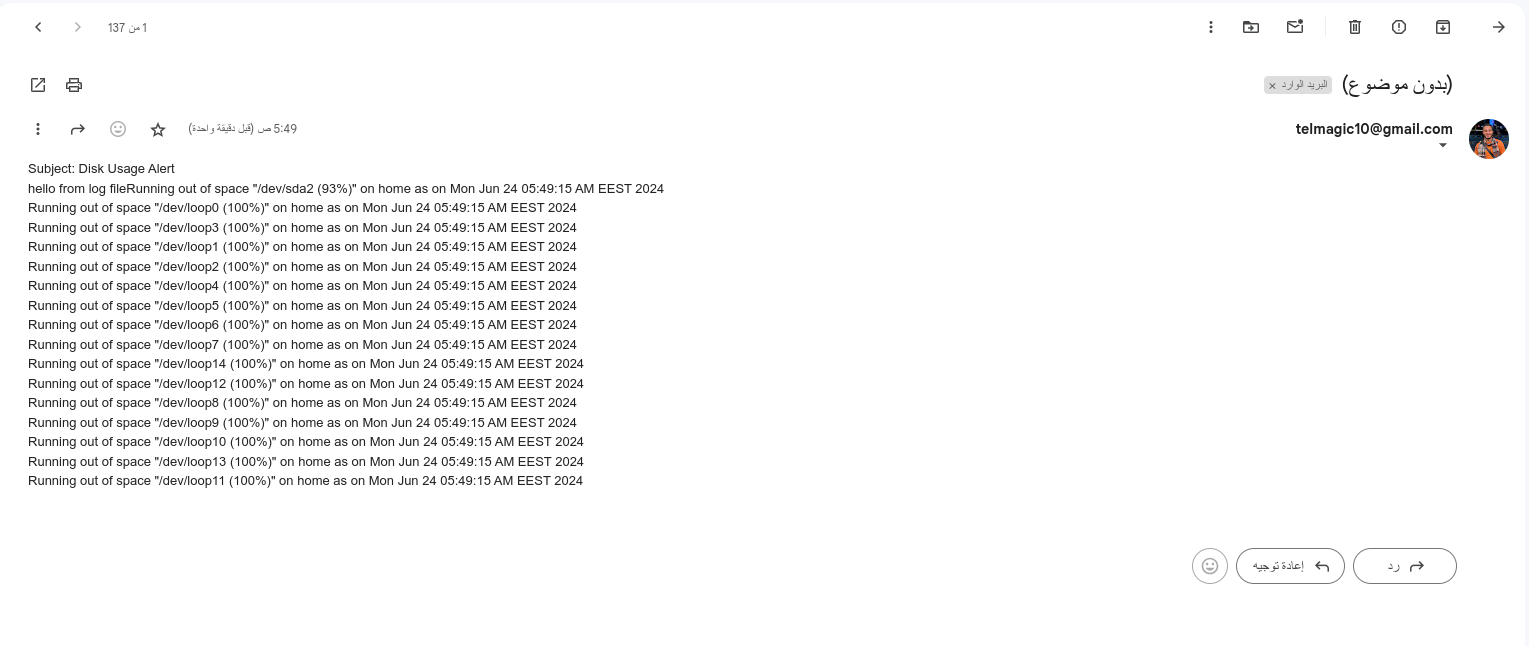 1 من 137
(بدون موضوع)
البريد الوارد ×
telmagic10@gmail.com
5:49 ص (قبل دقيقة واحدة)
Subject: Disk Usage Alert
hello from log fileRunning out of space "/dev/sda2 (93%)" on home as on Mon Jun 24 05:49:15 AM EEST 2024
Running out of space "/dev/loop0 (100%)" on home as on Mon Jun 24 05:49:15 AM EEST 2024
Running out of space "/dev/loop3 (100%)" on home as on Mon Jun 24 05:49:15 AM EEST 2024
Running out of space "/dev/loop1 (100%)" on home as on Mon Jun 24 05:49:15 AM EEST 2024
Running out of space "/dev/loop2 (100%)" on home as on Mon Jun 24 05:49:15 AM EEST 2024
Running out of space "/dev/loop4 (100%)" on home as on Mon Jun 24 05:49:15 AM EEST 2024
Running out of space "/dev/loop5 (100%)" on home as on Mon Jun 24 05:49:15 AM EEST 2024
Running out of space "/dev/loop6 (100%)" on home as on Mon Jun 24 05:49:15 AM EEST 2024
Running out of space "/dev/loop7 (100%)" on home as on Mon Jun 24 05:49:15 AM EEST 2024
Running out of space "/dev/loop14 (100%)" on home as on Mon Jun 24 05:49:15 AM EEST 2024
Running out of space "/dev/loop12 (100%)" on home as on Mon Jun 24 05:49:15 AM EEST 2024
Running out of space "/dev/loop8 (100%)" on home as on Mon Jun 24 05:49:15 AM EEST 2024
Running out of space "/dev/loop9 (100%)" on home as on Mon Jun 24 05:49:15 AM EEST 2024
Running out of space "/dev/loop10 (100%)" on home as on Mon Jun 24 05:49:15 AM EEST 2024
Running out of space "/dev/loop13 (100%)" on home as on Mon Jun 24 05:49:15 AM EEST 2024
Running out of space "/dev/loop11 (100%)" on home as on Mon Jun 24 05:49:15 AM EEST 2024
رد
إعادة توجيه